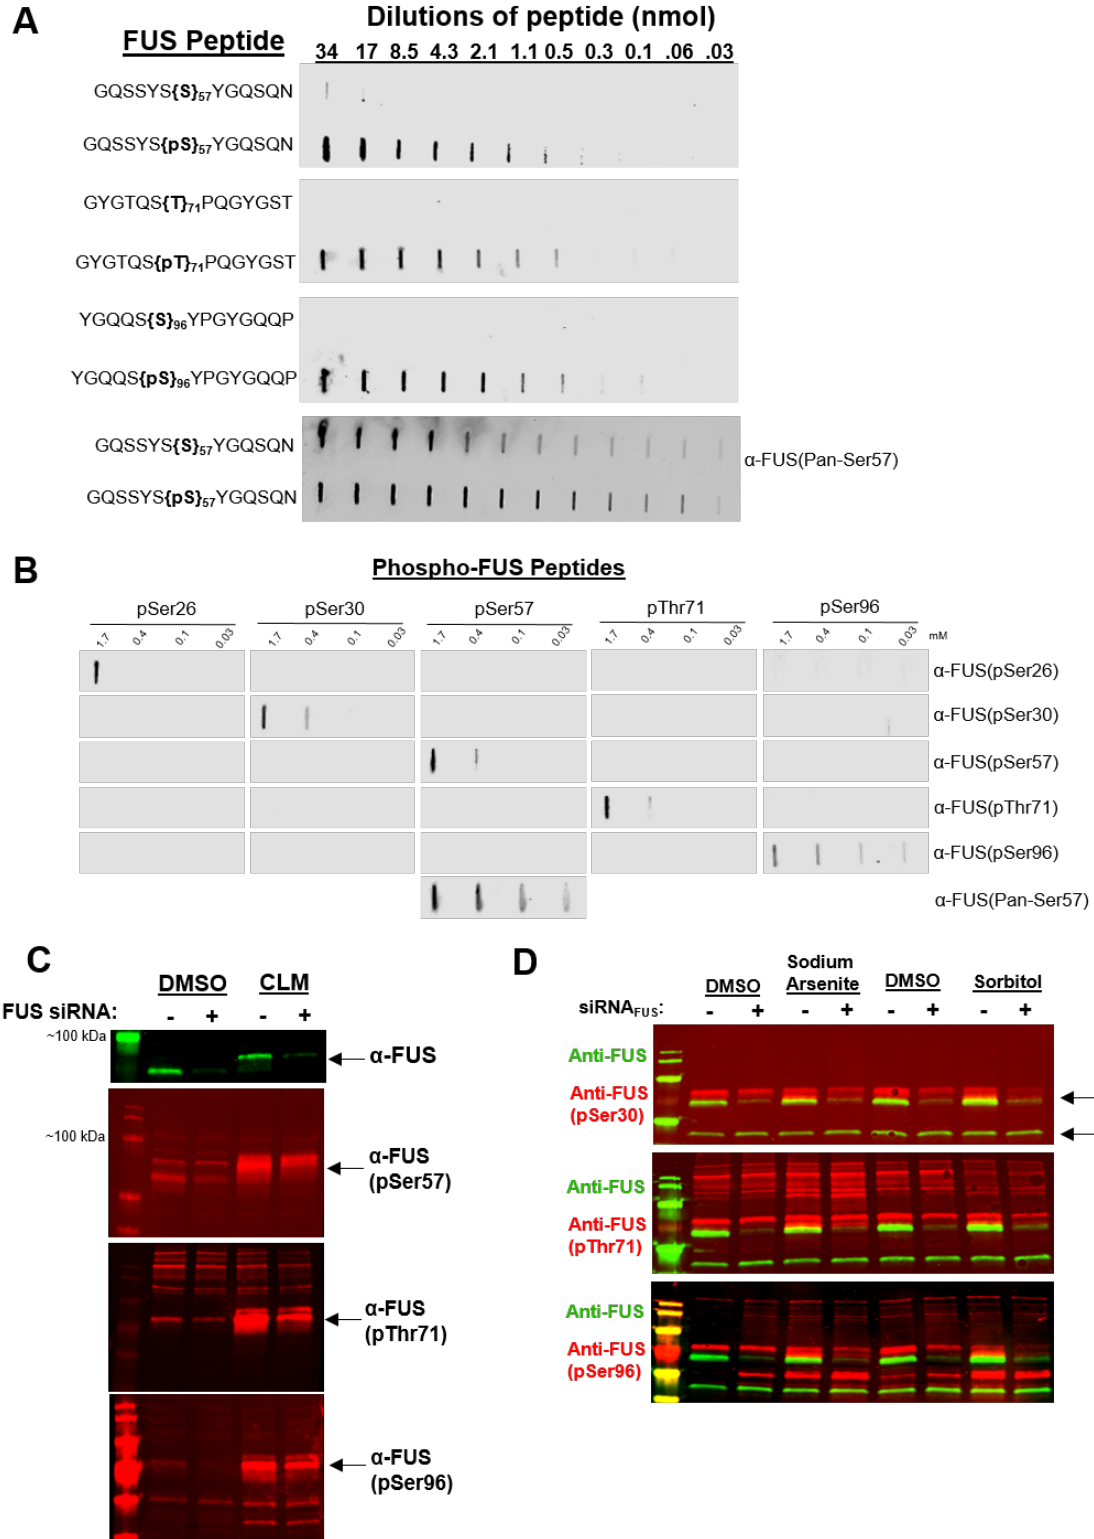 A
Dilutions of peptide (nmol)
FUS Peptide
34 17 8.5 4.3 2.1 1.1 0.5 0.3 0.1 .06 .03
GQSSYS{S}57YGQSQN
GQSSYS{pS}57YGQSQN
GYGTQS{T}71PQGYGST
GYGTQS{pT}71PQGYGST
YGQQS{S}96YPGYGQQP
YGQQS{pS}96YPGYGQQP
GQSSYS{S}57YGQSQN
α-FUS(Pan-Ser57)
GQSSYS{pS}57YGQSQN
B
Phospho-FUS Peptides
pSer26 pSer30 pSer57 pThr71 pSer96
1.7 0.4 0.1 0.03 1.7 0.4 0.1 0.03 1.7 0.4 0.1 0.03 1.7 0.4 0.1 0.03 1.7 0.4 0.1 0.03 mM
α-FUS(pSer26)
α-FUS(pSer30)
α-FUS(pSer57)
α-FUS(pThr71)
α-FUS(pSer96)
α-FUS(Pan-Ser57)
C
DMSO CLM
FUS siRNA: - + - +
~100 kDa
α-FUS
~100 kDa
α-FUS
(pSer57)
α-FUS
(pThr71)
α-FUS
(pSer96)
D
DMSO Sodium Arsenite DMSO Sorbitol
siRNAFUS: - + - + - + - +
Anti-FUS
Anti-FUS
(pSer30)
Anti-FUS
Anti-FUS
(pThr71)
Anti-FUS
Anti-FUS
(pSer96)